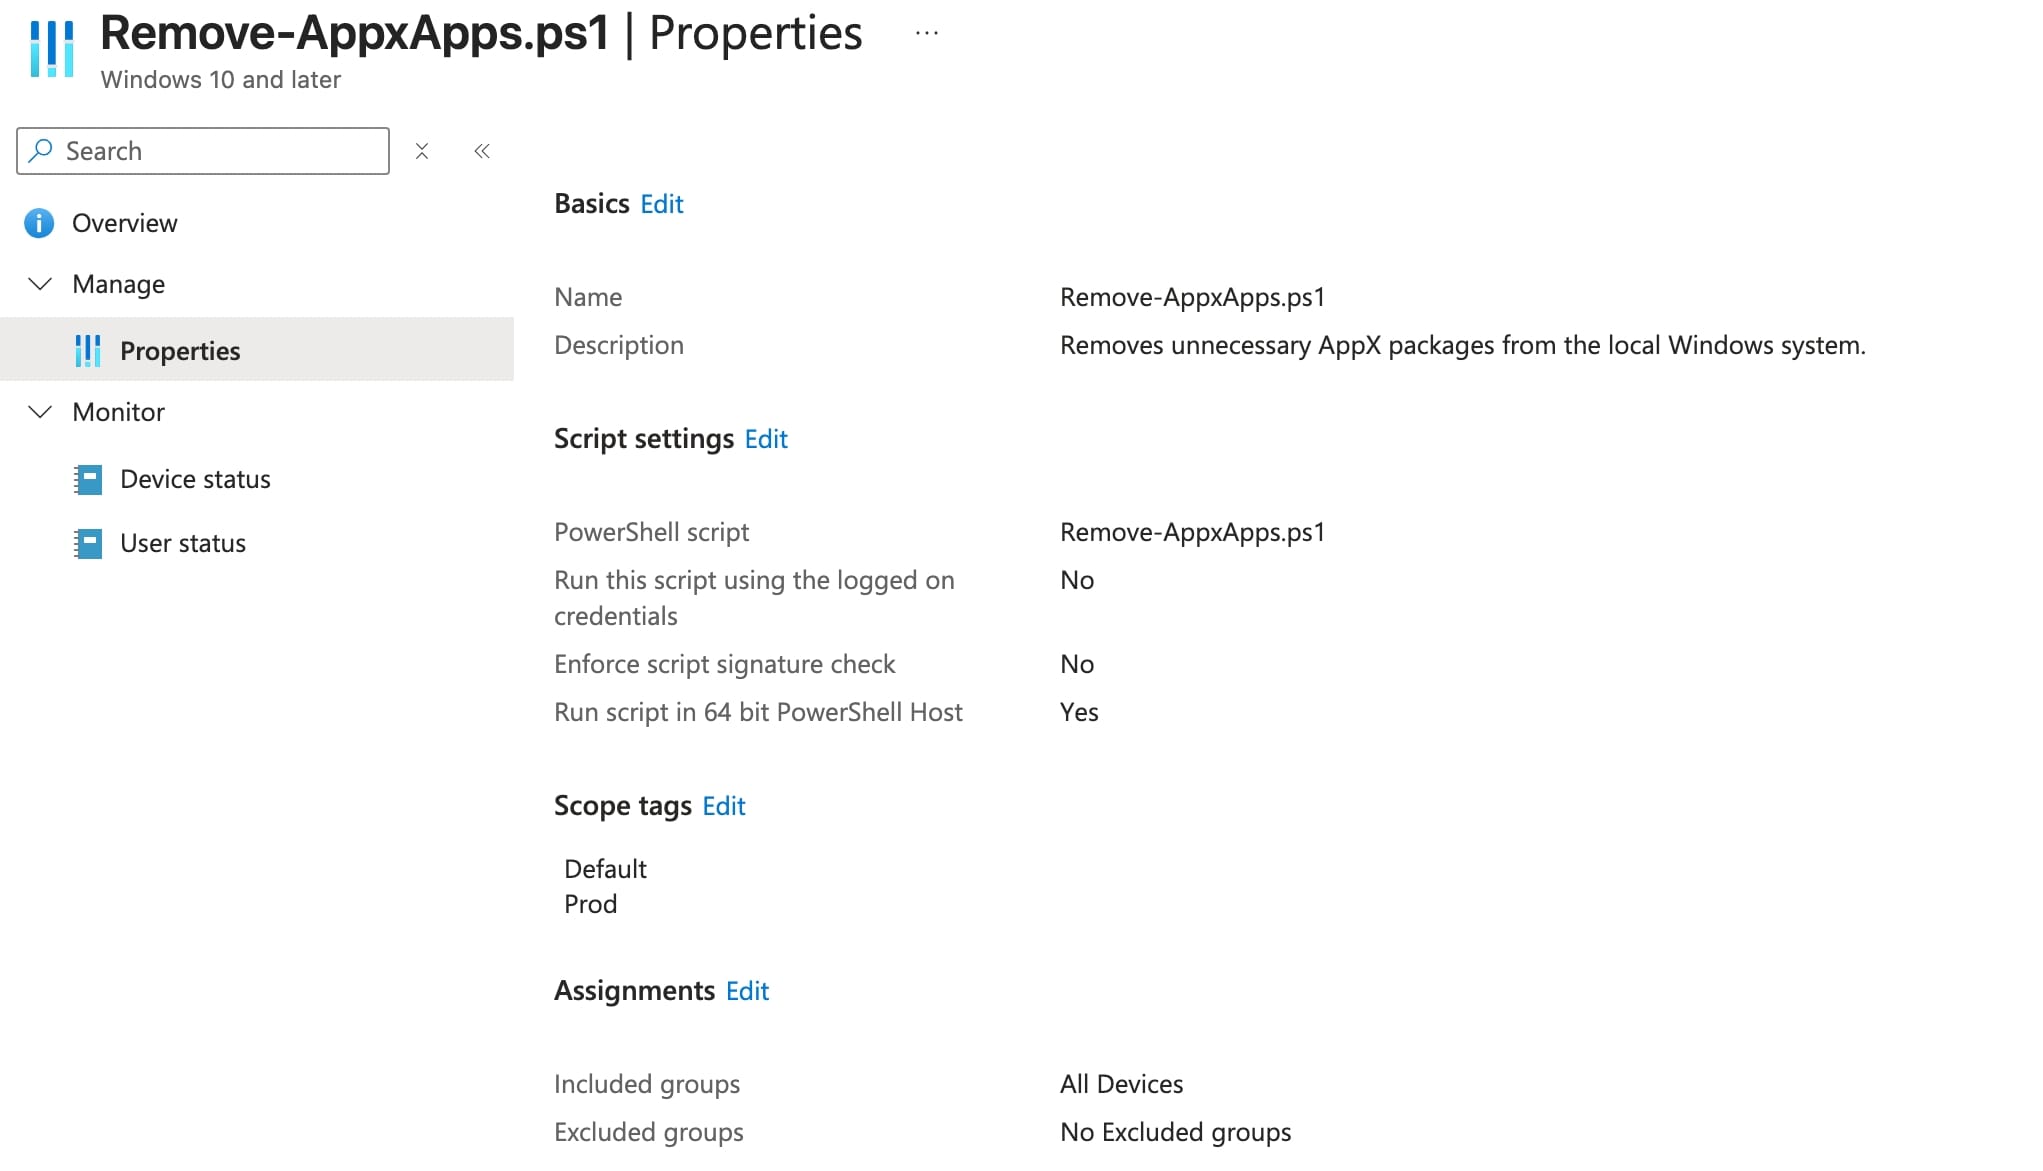 Remove-AppxApps.ps1 | Properties ...
Windows 10 and later
Search
Overview
Manage
Properties
Monitor
Device status
User status
Basics Edit
Name Remove-AppxApps.ps1
Description Removes unnecessary AppX packages from the local Windows system.
Script settings Edit
PowerShell script Remove-AppxApps.ps1
Run this script using the logged on No
credentials
Enforce script signature check No
Run script in 64 bit PowerShell Host Yes
Scope tags Edit
Default
Prod
Assignments Edit
Included groups All Devices
Excluded groups No Excluded groups